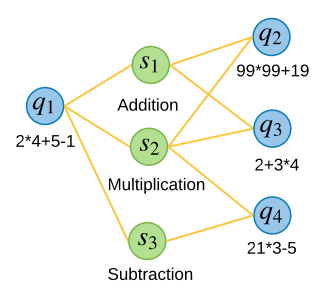 q2
s1
99*99+19
q1
Addition
2*4+5-1
s2
q3
2+3*4
Multiplication
q4
s3
21*3-5
Subtraction